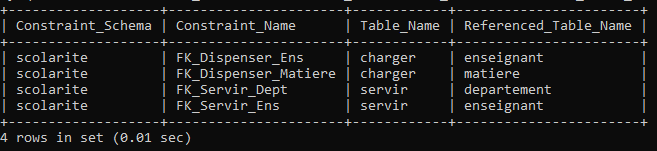 +-------------------+----------------------+------------+-----------------------+
| Constraint_Schema | Constraint_Name      | Table_Name | Referenced_Table_Name |
+-------------------+----------------------+------------+-----------------------+
| scolarite         | FK_Dispenser_Ens     | charger    | enseignant            |
| scolarite         | FK_Dispenser_Matiere | charger    | matiere               |
| scolarite         | FK_Servir_Dept       | servir     | departement           |
| scolarite         | FK_Servir_Ens        | servir     | enseignant            |
+-------------------+----------------------+------------+-----------------------+
4 rows in set (0.01 sec)